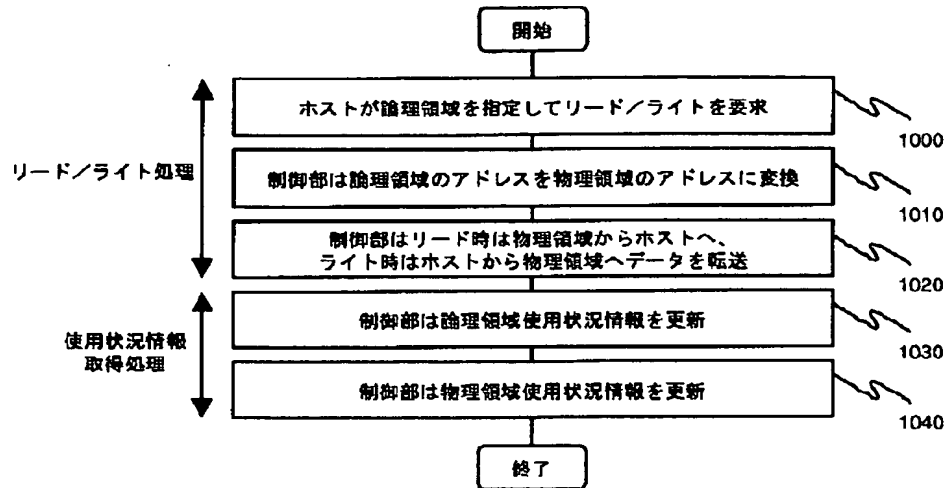 開始
ホストが論理領域を指定してリード／ライトを要求
1000
リード／ライト処理
制御部は論理領域のアドレスを物理領域のアドレスに変換
1010
制御部はリード時は物理領域からホストへ、
ライト時はホストから物理領域へデータを転送
1020
使用状況情報
取得処理
制御部は論理領域使用状況情報を更新
1030
制御部は物理領域使用状況情報を更新
1040
終了